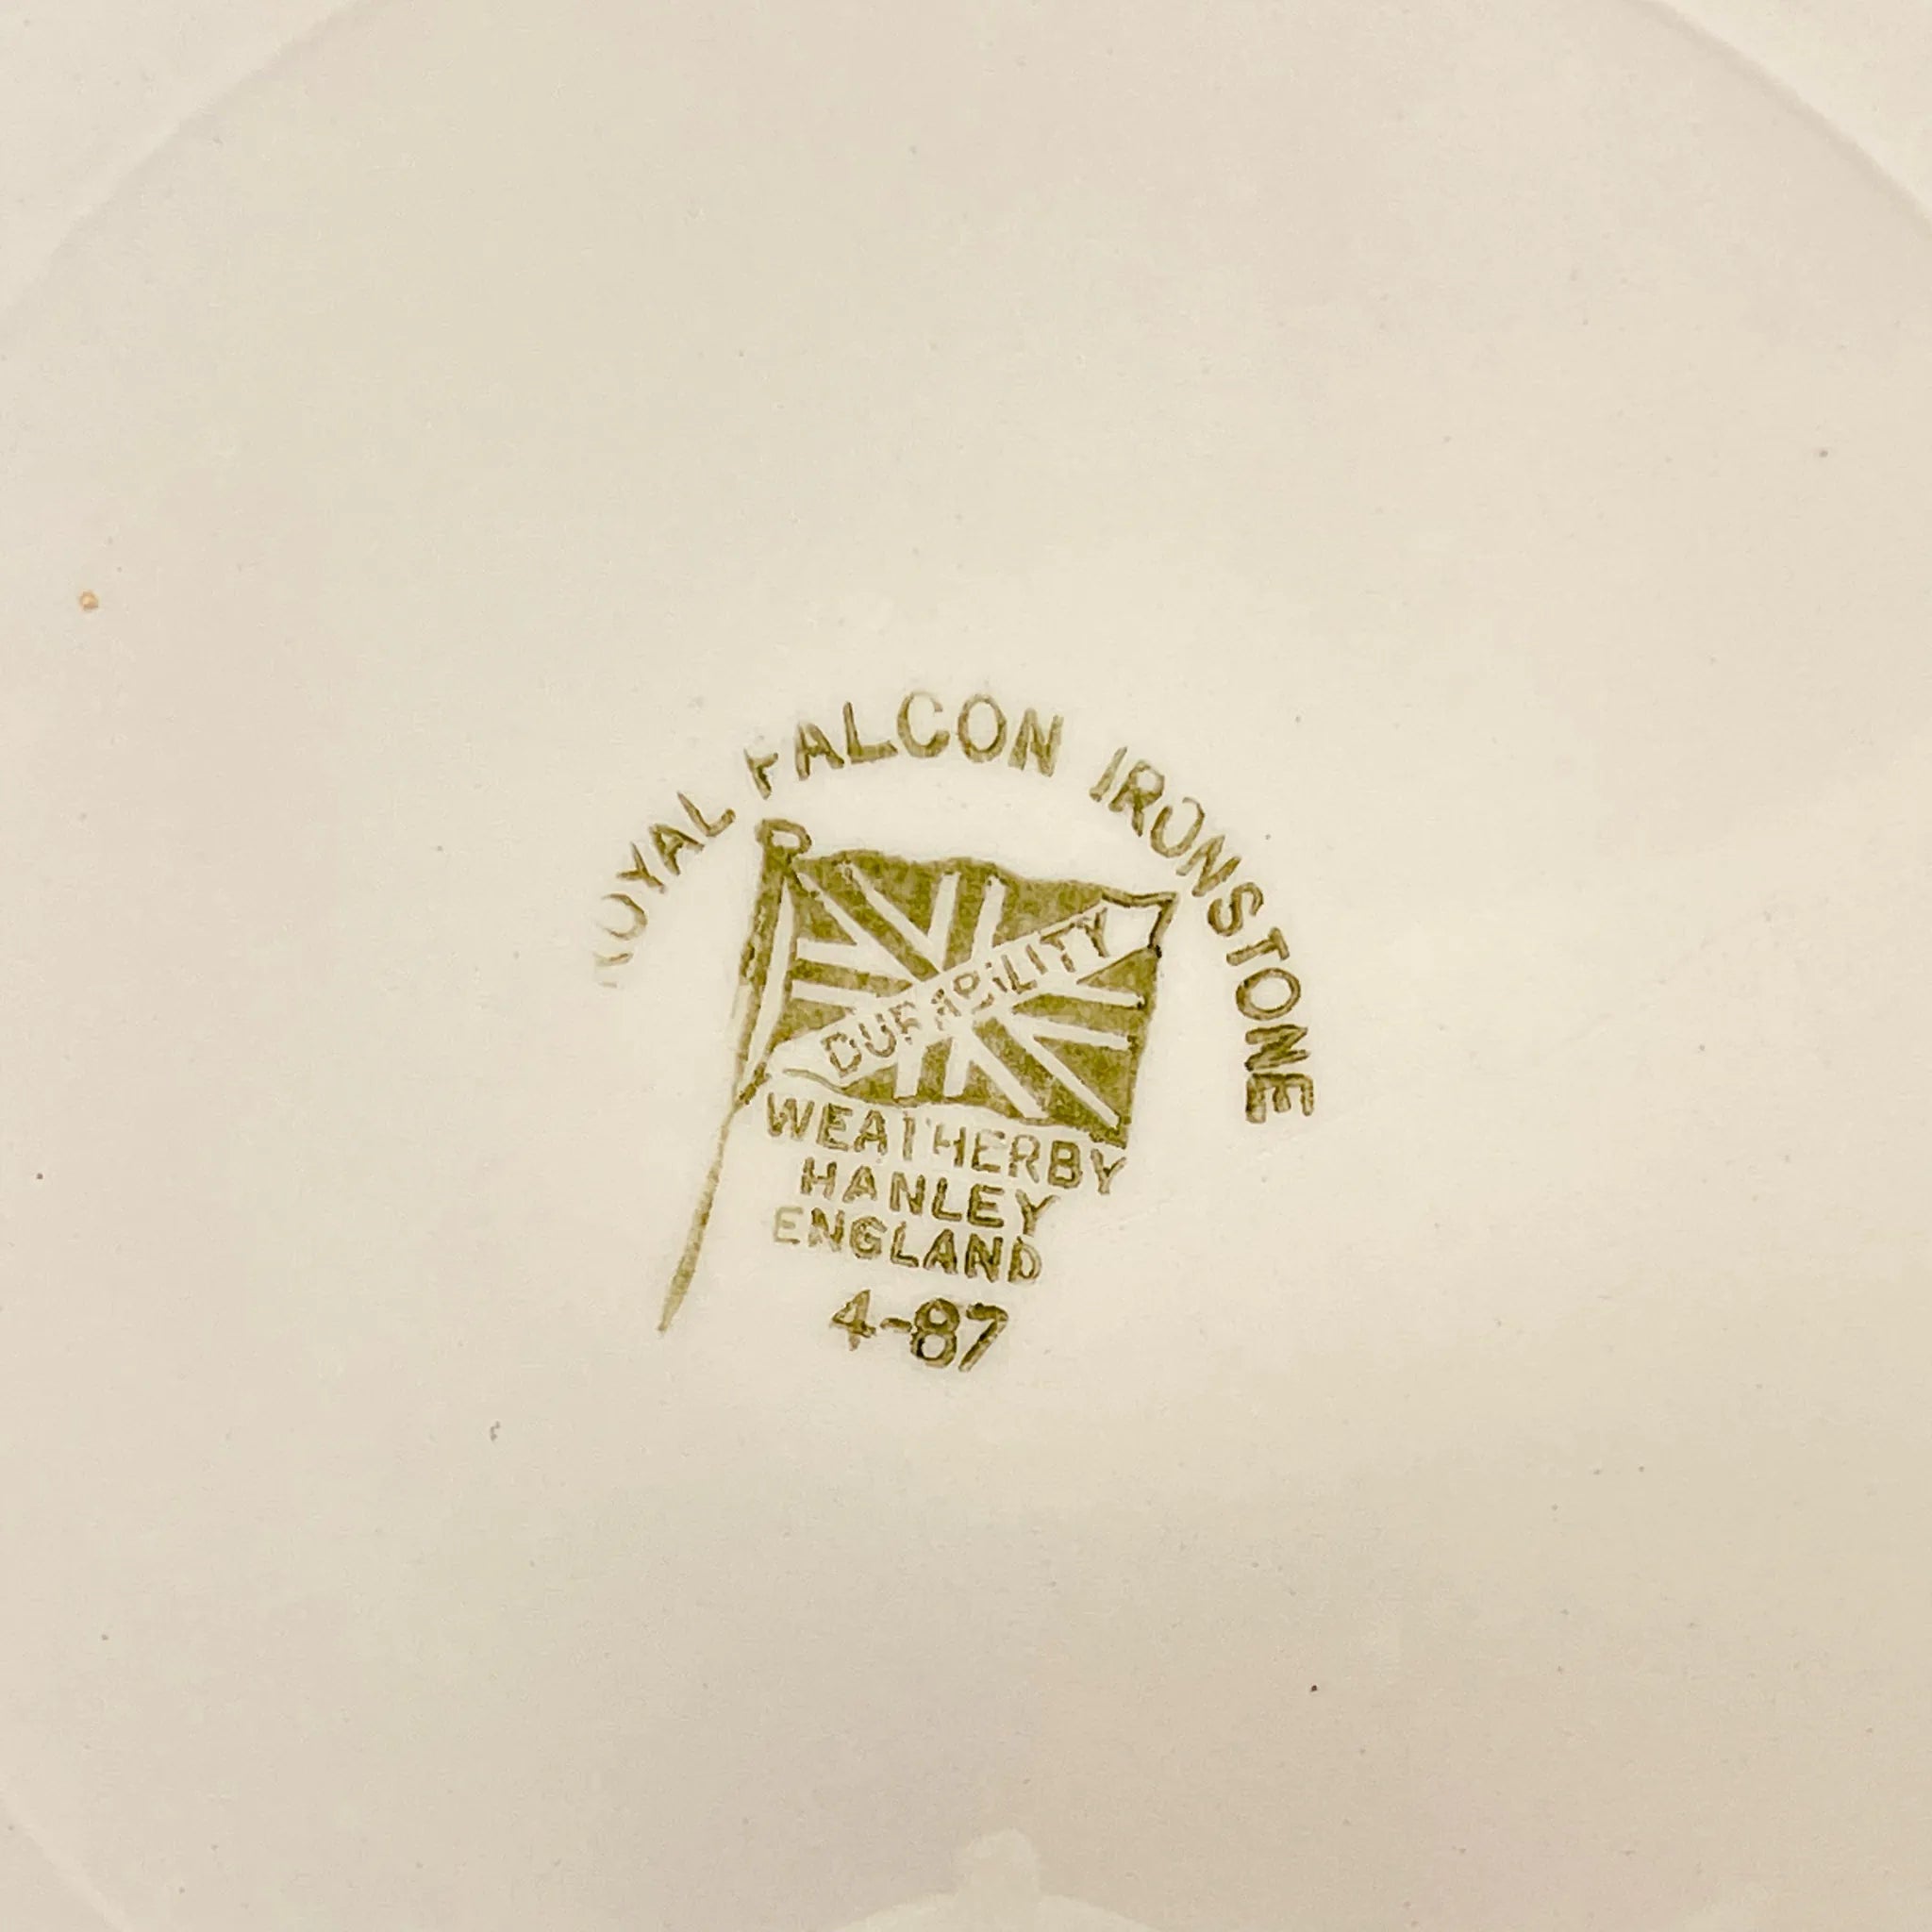 ROYAL FALCON IRONSTONE
DURABILITY
WEATHERBY
HANLEY
ENGLAND
4-87